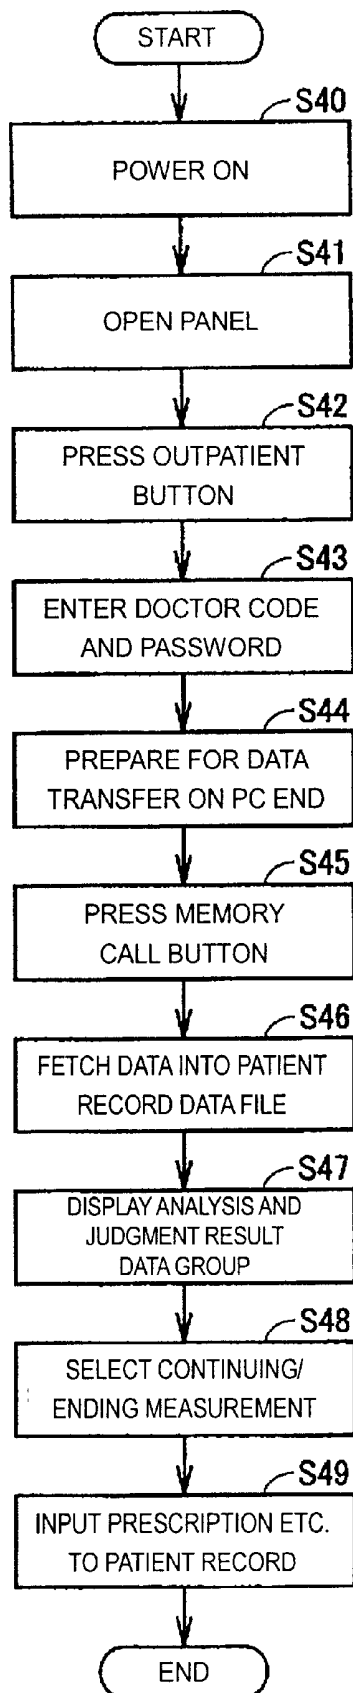 START
S40
POWER ON
S41
OPEN PANEL
S42
PRESS OUTPATIENT
BUTTON
S43
ENTER DOCTOR CODE
AND PASSWORD
S44
PREPARE FOR DATA
TRANSFER ON PC END
S45
PRESS MEMORY
CALL BUTTON
S46
FETCH DATA INTO PATIENT
RECORD DATA FILE
S47
DISPLAY ANALYSIS AND
JUDGMENT RESULT
DATA GROUP
S48
SELECT CONTINUING/
ENDING MEASUREMENT
S49
INPUT PRESCRIPTION ETC.
TO PATIENT RECORD
END